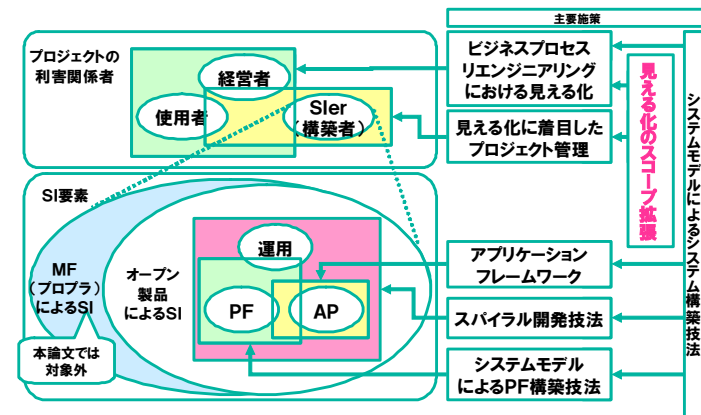 主要施策
プロジェクトの
利害関係者
経営者
使用者
SIer
(構築者)
ビジネスプロセス
リエンジニアリング
における見える化
見える化に着目した
プロジェクト管理
見える化のスコープ拡張
システムモデルによるシステム構築技法
SI要素
MF
(プロプラ)
によるSI
オープン
製品
によるSI
運用
PF
AP
本論文では
対象外
アプリケーション
フレームワーク
スパイラル開発技法
システムモデル
によるPF構築技法